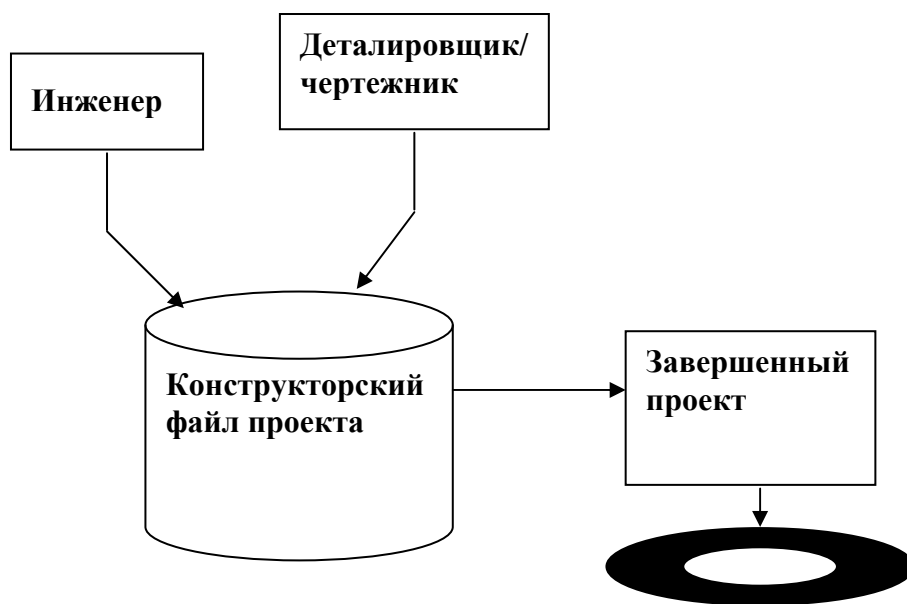 Инженер
Деталировщик/
чертежник
Конструкторский
файл проекта
Завершенный
проект